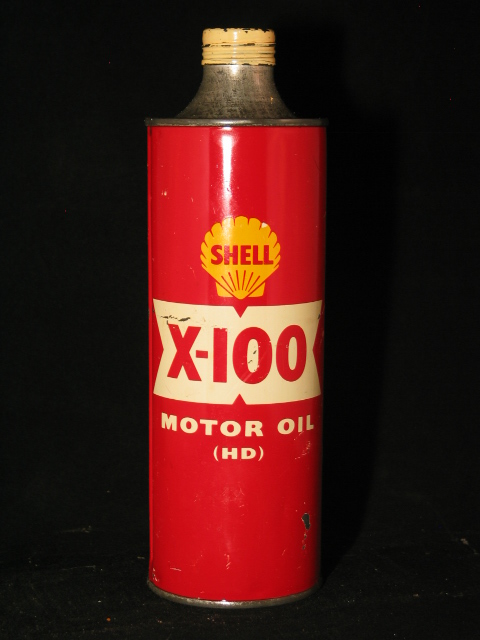 SHELL
X-100
MOTOR OIL
(HD)